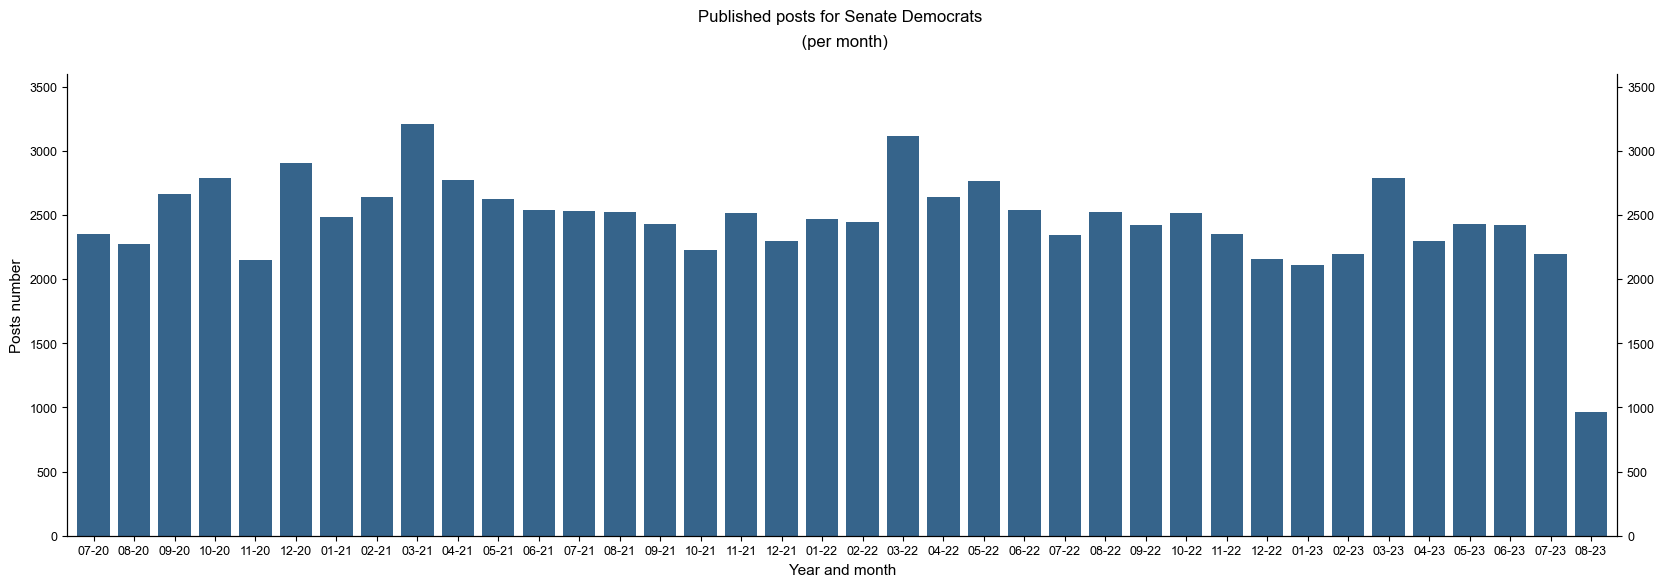 Published posts for Senate Democrats
(per month)
3500 3500
3000 3000
2500 2500
2000 2000
1500 1500
1000 1000
500 500
0 0
Posts number
07-20 08-20 09-20 10-20 11-20 12-20 01-21 02-21 03-21 04-21 05-21 06-21 07-21 08-21 09-21 10-21 11-21 12-21 01-22 02-22 03-22 04-22 05-22 06-22 07-22 08-22 09-22 10-22 11-22 12-22 01-23 02-23 03-23 04-23 05-23 06-23 07-23 08-23
Year and month